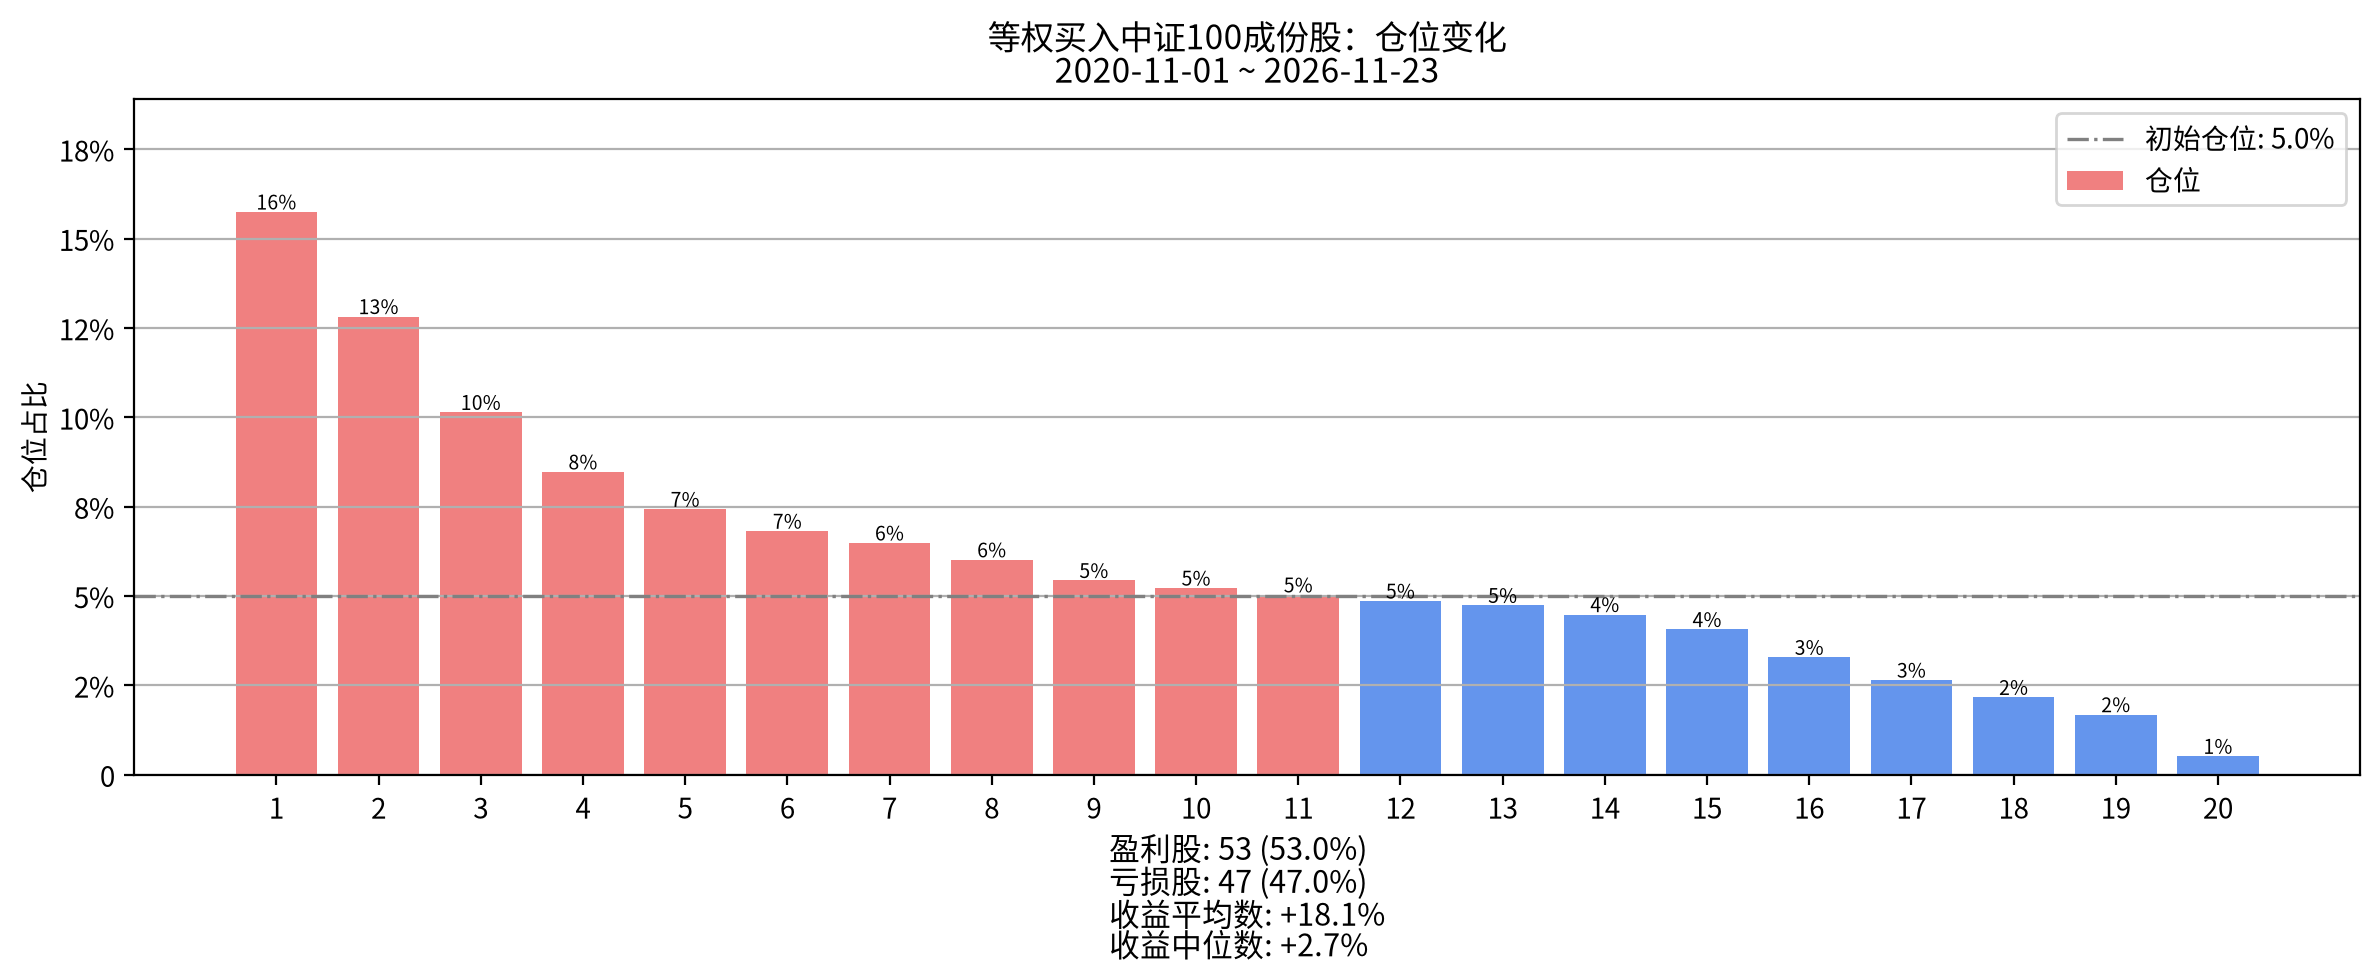 等权买入中证100成份股：仓位变化
2020-11-01 ~ 2026-11-23
初始仓位: 5.0%
仓位
仓位占比
18%
15%
12%
10%
8%
5%
2%
0
16%
13%
10%
8%
7%
7%
6%
6%
5%
5%
5%
5%
5%
4%
4%
3%
3%
2%
2%
1%
1 2 3 4 5 6 7 8 9 10 11 12 13 14 15 16 17 18 19 20
盈利股: 53 (53.0%)
亏损股: 47 (47.0%)
收益平均数: +18.1%
收益中位数: +2.7%